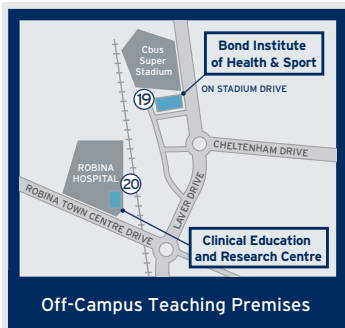 Cbus
Super
Stadium
Bond Institute
of Health & Sport
ON STADIUM DRIVE
19
CHELTENHAM DRIVE
ROBINA
HOSPITAL
20
LAVER DRIVE
ROBINA TOWN CENTRE DRIVE
Clinical Education
and Research Centre
Off-Campus Teaching Premises